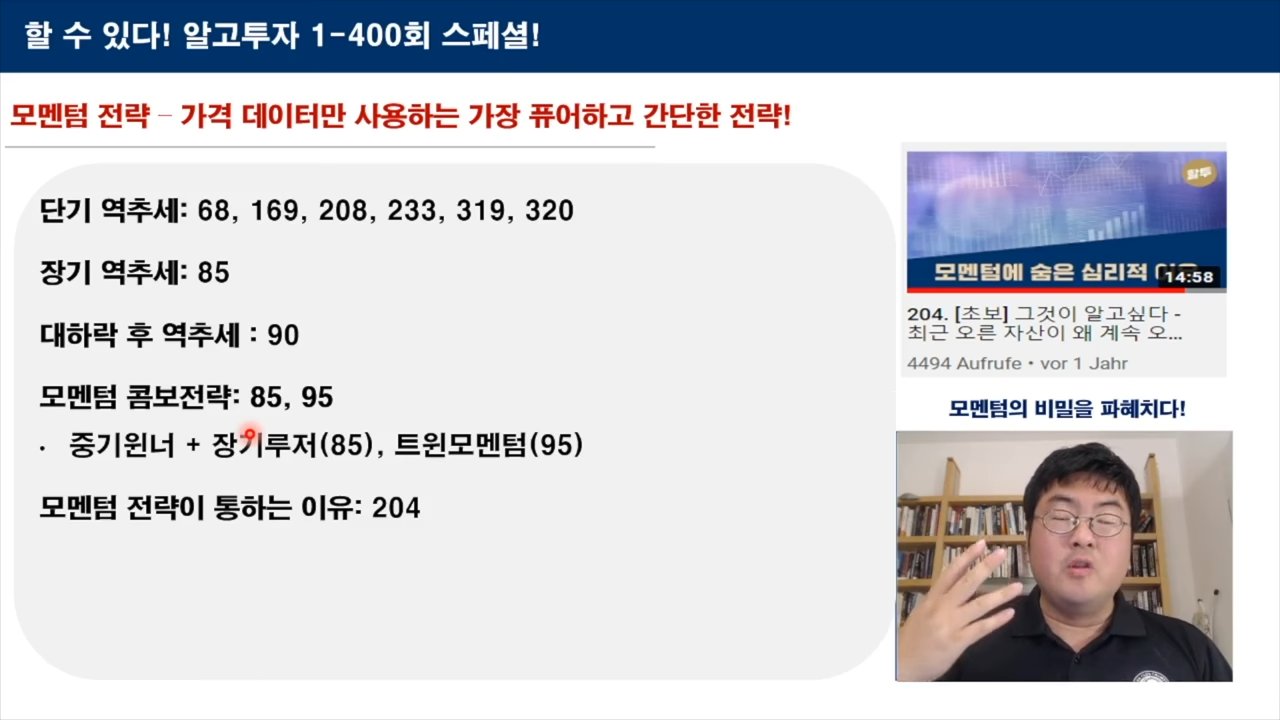 할 수 있다! 알고투자 1-400회 스페셜!
모멘텀 전략 – 가격 데이터만 사용하는 가장 퓨어하고 간단한 전략!
단기 역추세: 68, 169, 208, 233, 319, 320
장기 역추세: 85
대하락 후 역추세 : 90
모멘텀 콤보전략: 85, 95
• 중기위너 + 장기루저(85), 트윈모멘텀(95)
모멘텀 전략이 통하는 이유: 204
할투
모멘텀에 숨은 심리적
14:58
204. [초보] 그것이 알고싶다 -
최근 오른 자산이 왜 계속 오...
4494 Aufrufe • vor 1 Jahr
모멘텀의 비밀을 파헤치다!